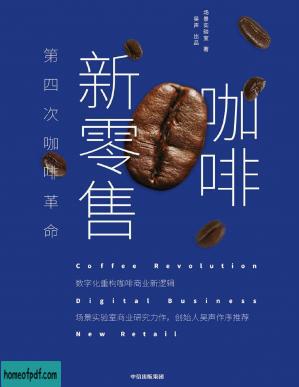 场景实验室 著
吴声 出品
咖啡
新零售
第四次咖啡革命
Coffee Revolution
数字化重构咖啡商业新逻辑
Digital Business
场景实验室商业研究力作，创始人吴声作序推荐
New Retail
中信出版集团
homeofpdf.com